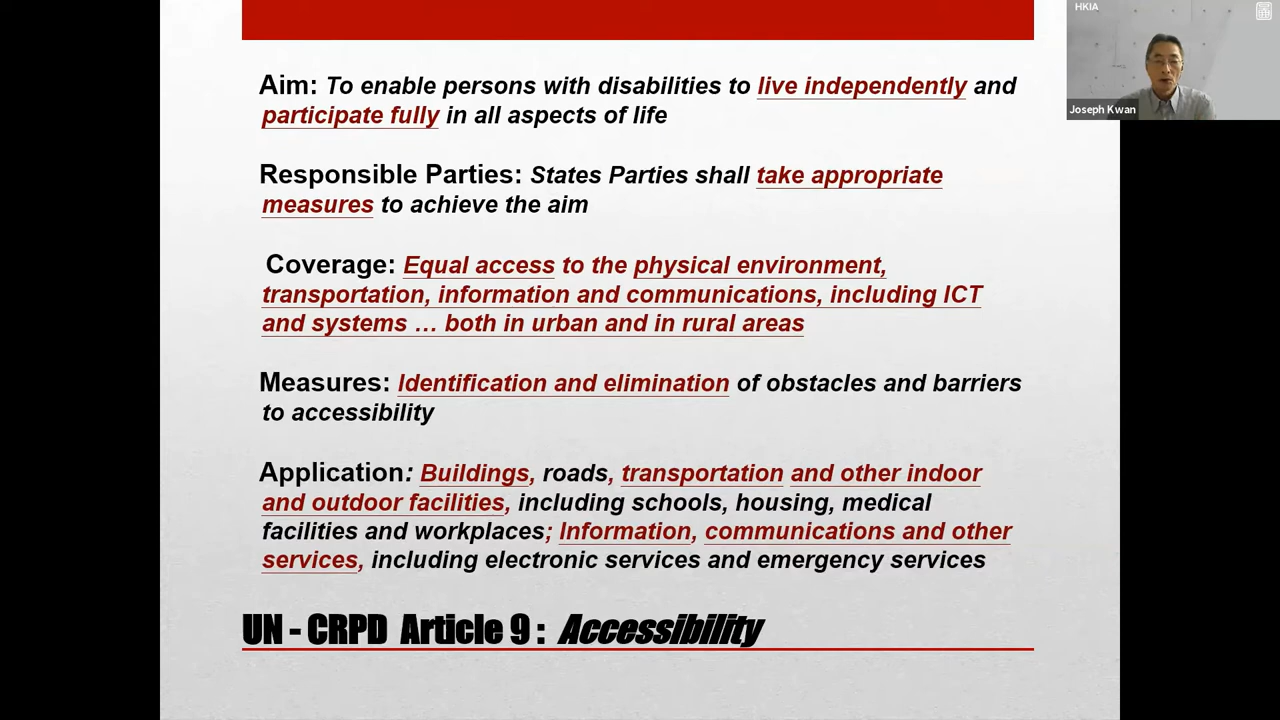 HKIA
Joseph Kwan
Aim: To enable persons with disabilities to live independently and
participate fully in all aspects of life
Responsible Parties: States Parties shall take appropriate
measures to achieve the aim
Coverage: Equal access to the physical environment,
transportation, information and communications, including ICT
and systems … both in urban and in rural areas
Measures: Identification and elimination of obstacles and barriers
to accessibility
Application: Buildings, roads, transportation and other indoor
and outdoor facilities, including schools, housing, medical
facilities and workplaces; Information, communications and other
services, including electronic services and emergency services
UN - CRPD Article 9 : Accessibility